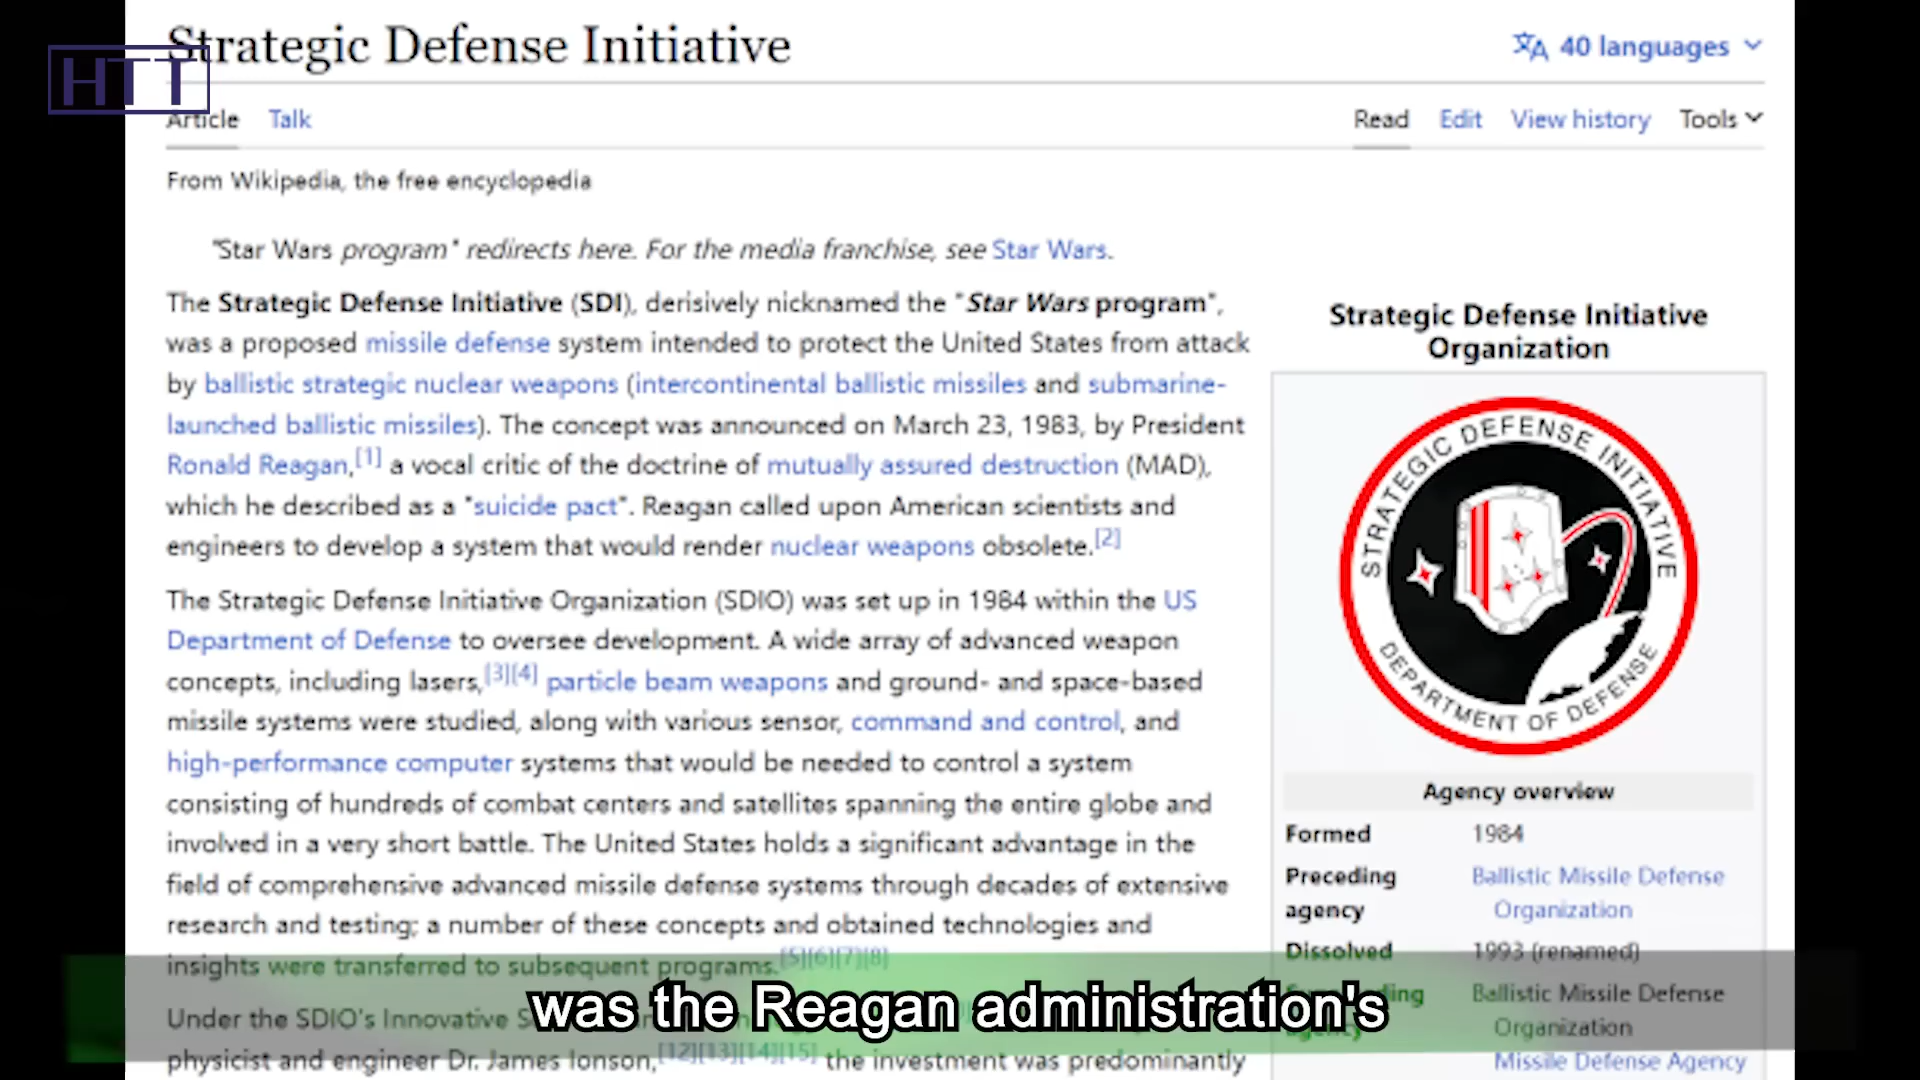 Strategic Defense Initiative
40 languages
HTT
Article Talk
Read Edit View history Tools
From Wikipedia, the free encyclopedia
"Star Wars program" redirects here. For the media franchise, see Star Wars.
The Strategic Defense Initiative (SDI), derisively nicknamed the "Star Wars program",
was a proposed missile defense system intended to protect the United States from attack
by ballistic strategic nuclear weapons (intercontinental ballistic missiles and submarine-
launched ballistic missiles). The concept was announced on March 23, 1983, by President
Ronald Reagan,[1] a vocal critic of the doctrine of mutually assured destruction (MAD),
which he described as a "suicide pact". Reagan called upon American scientists and
engineers to develop a system that would render nuclear weapons obsolete.[2]
The Strategic Defense Initiative Organization (SDIO) was set up in 1984 within the US
Department of Defense to oversee development. A wide array of advanced weapon
concepts, including lasers,[3][4] particle beam weapons and ground- and space-based
missile systems were studied, along with various sensor, command and control, and
high-performance computer systems that would be needed to control a system
consisting of hundreds of combat centers and satellites spanning the entire globe and
involved in a very short battle. The United States holds a significant advantage in the
field of comprehensive advanced missile defense systems through decades of extensive
research and testing; a number of these concepts and obtained technologies and
insights were transferred to subsequent programs.[5][6][7][8]
Under the SDIO's Innovative
physicist and engineer Dr. James Ionson,[12][13][14][15] the investment was predominantly
Strategic Defense Initiative
Organization
STRATEGIC DEFENSE INITIATIVE
DEPARTMENT OF DEFENSE
Agency overview
Formed 1984
Preceding Ballistic Missile Defense
agency Organization
Dissolved 1993 (renamed)
Ballistic Missile Defense
Organization
Missile Defense Agency
was the Reagan administration's